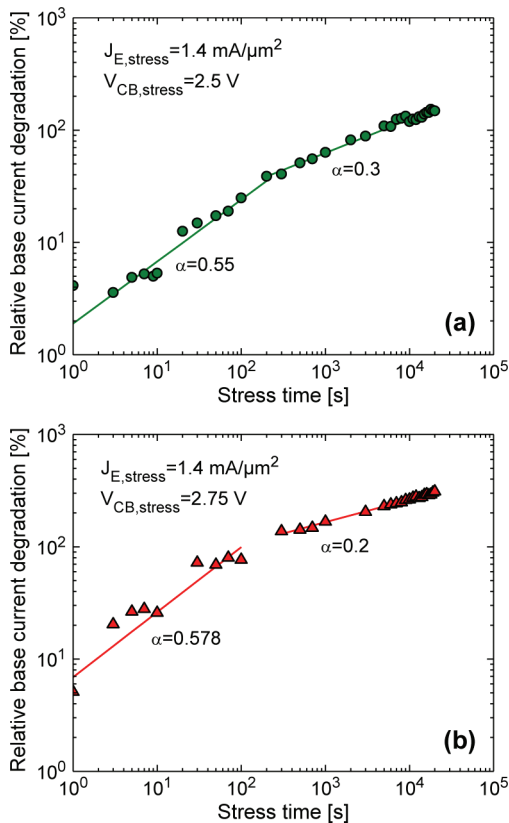 Relative base current degradation [%]
10³
10²
10¹
10⁰
J_E,stress=1.4 mA/μm²
V_CB,stress=2.5 V
α=0.3
α=0.55
(a)
10⁰ 10¹ 10² 10³ 10⁴ 10⁵
Stress time [s]
Relative base current degradation [%]
10³
10²
10¹
10⁰
J_E,stress=1.4 mA/μm²
V_CB,stress=2.75 V
α=0.2
α=0.578
(b)
10⁰ 10¹ 10² 10³ 10⁴ 10⁵
Stress time [s]